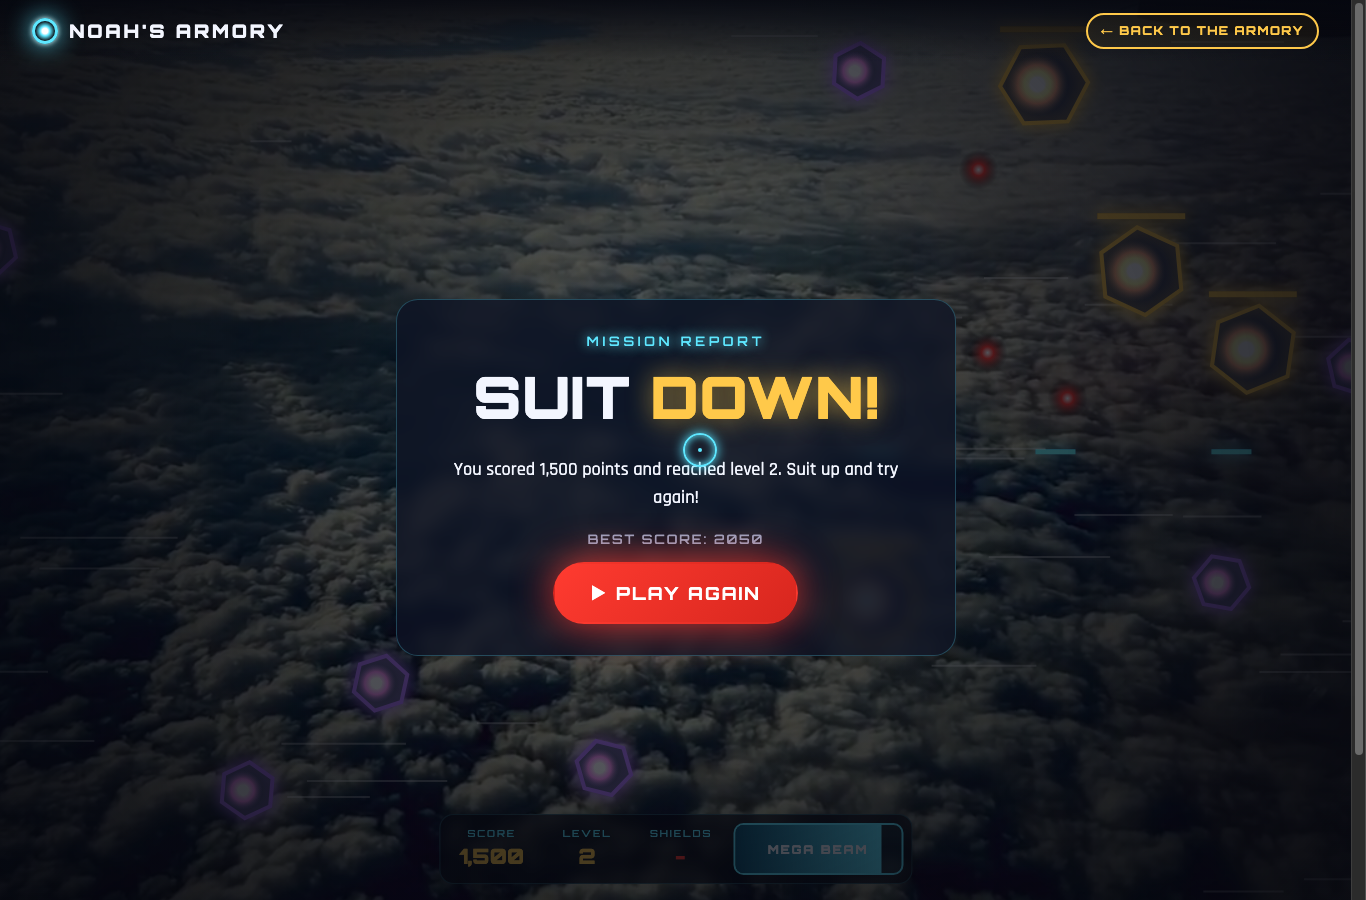 NOAH'S ARMORY
← BACK TO THE ARMORY
MISSION REPORT
SUIT DOWN!
You scored 1,500 points and reached level 2. Suit up and try
again!
BEST SCORE: 2050
▶ PLAY AGAIN
SCORE
1,500
LEVEL
2
SHIELDS
-
MEGA BEAM